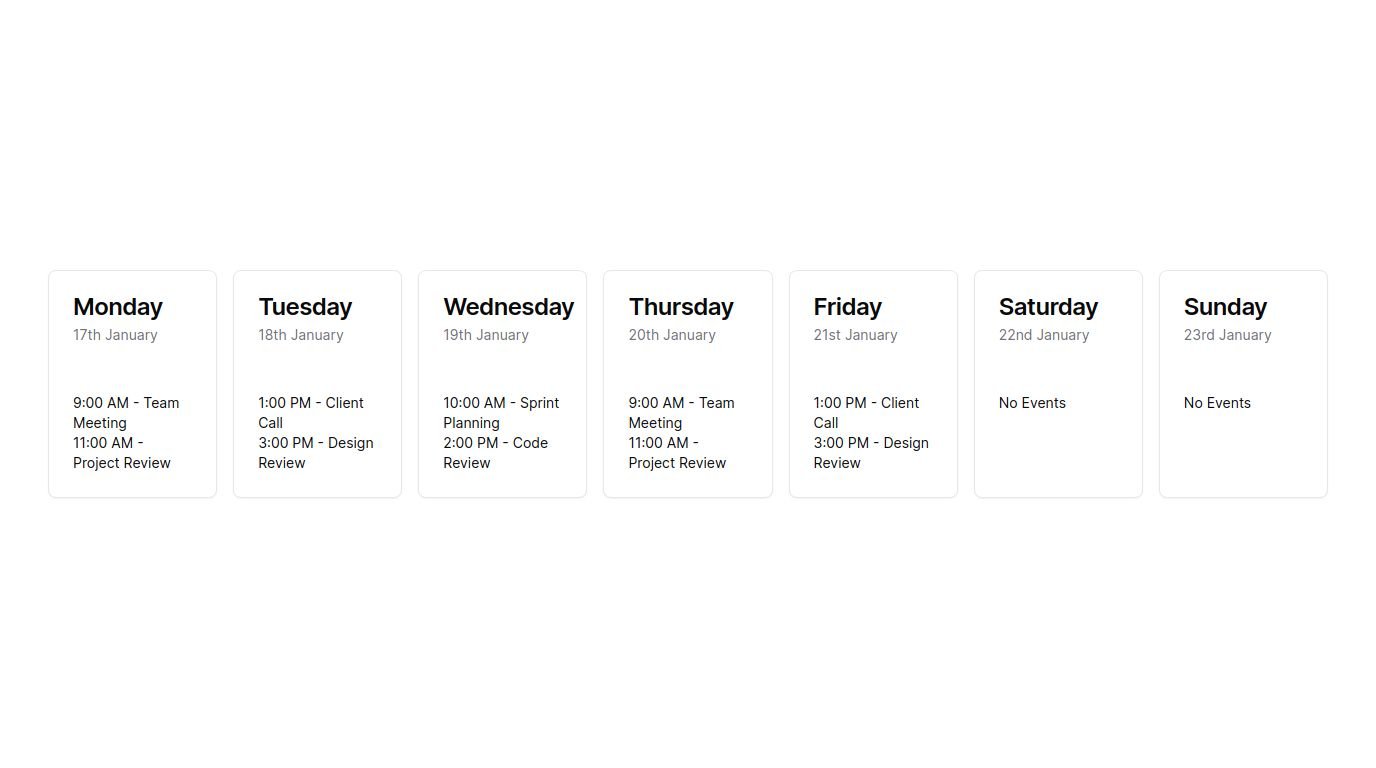 Monday
17th January
9:00 AM - Team
Meeting
11:00 AM -
Project Review
Tuesday
18th January
1:00 PM - Client
Call
3:00 PM - Design
Review
Wednesday
19th January
10:00 AM - Sprint
Planning
2:00 PM - Code
Review
Thursday
20th January
9:00 AM - Team
Meeting
11:00 AM -
Project Review
Friday
21st January
1:00 PM - Client
Call
3:00 PM - Design
Review
Saturday
22nd January
No Events
Sunday
23rd January
No Events